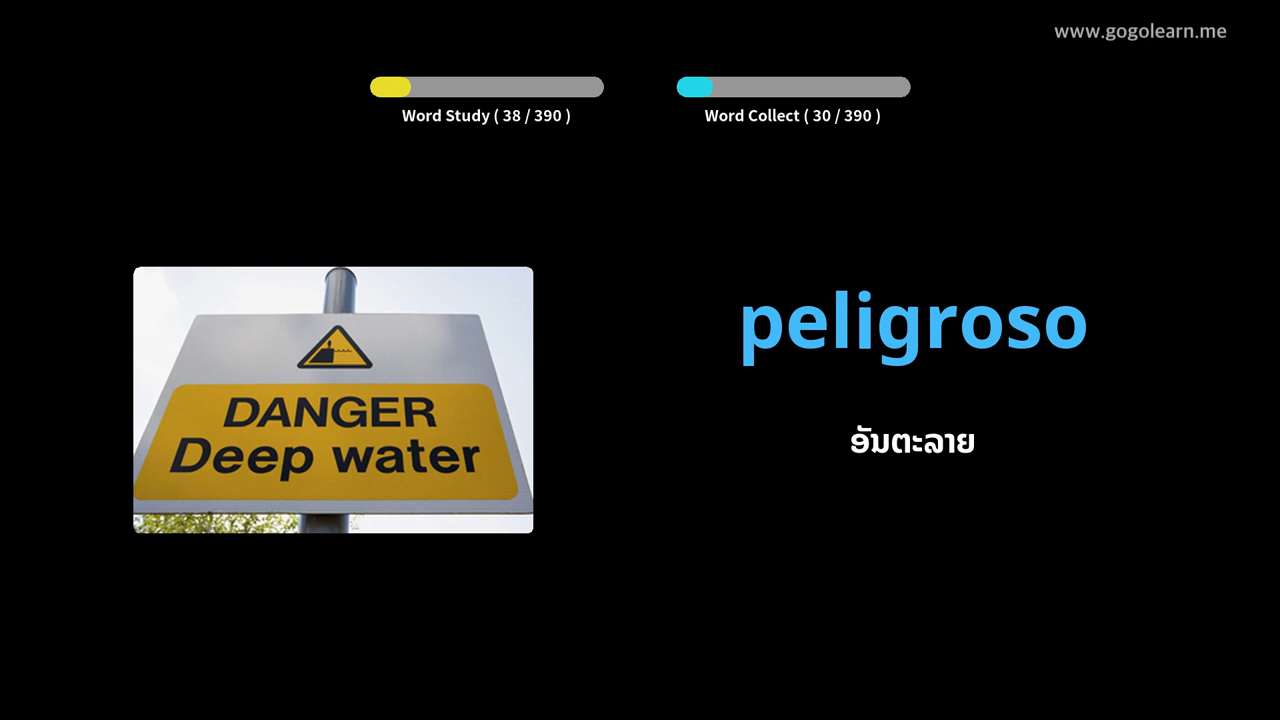 www.gogolearn.me
Word Study ( 38 / 390 )
Word Collect ( 30 / 390 )
DANGER
Deep water
peligroso
ອັນຕະລາຍ